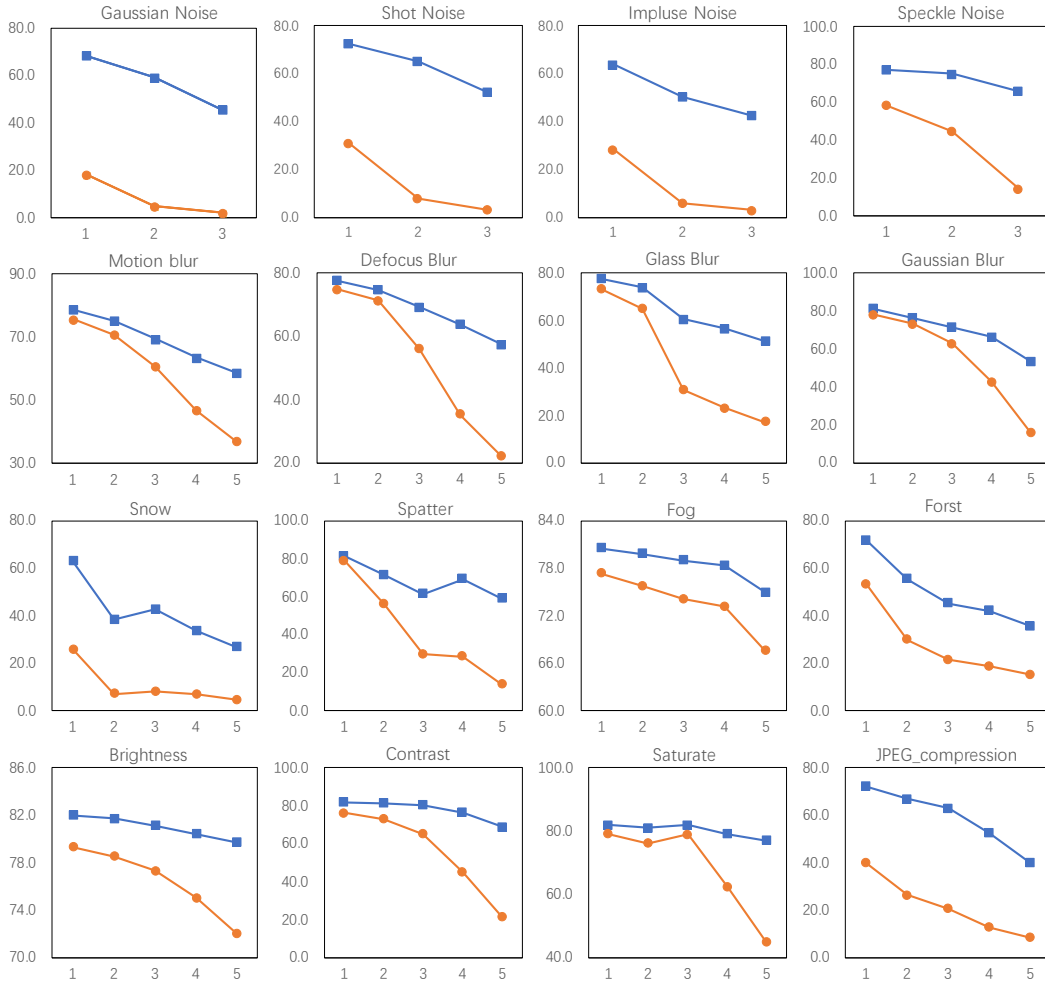 Gaussian Noise
80.0
60.0
40.0
20.0
0.0
1 2 3
Shot Noise
80.0
60.0
40.0
20.0
0.0
1 2 3
Impluse Noise
80.0
60.0
40.0
20.0
0.0
1 2 3
Speckle Noise
100.0
80.0
60.0
40.0
20.0
0.0
1 2 3
Motion blur
90.0
70.0
50.0
30.0
1 2 3 4 5
Defocus Blur
80.0
60.0
40.0
20.0
1 2 3 4 5
Glass Blur
80.0
60.0
40.0
20.0
0.0
1 2 3 4 5
Gaussian Blur
100.0
80.0
60.0
40.0
20.0
0.0
1 2 3 4 5
Snow
80.0
60.0
40.0
20.0
0.0
1 2 3 4 5
Spatter
100.0
80.0
60.0
40.0
20.0
0.0
1 2 3 4 5
Fog
84.0
78.0
72.0
66.0
60.0
1 2 3 4 5
Forst
80.0
60.0
40.0
20.0
0.0
1 2 3 4 5
Brightness
86.0
82.0
78.0
74.0
70.0
1 2 3 4 5
Contrast
100.0
80.0
60.0
40.0
20.0
0.0
1 2 3 4 5
Saturate
100.0
80.0
60.0
40.0
1 2 3 4 5
JPEG_compression
80.0
60.0
40.0
20.0
0.0
1 2 3 4 5